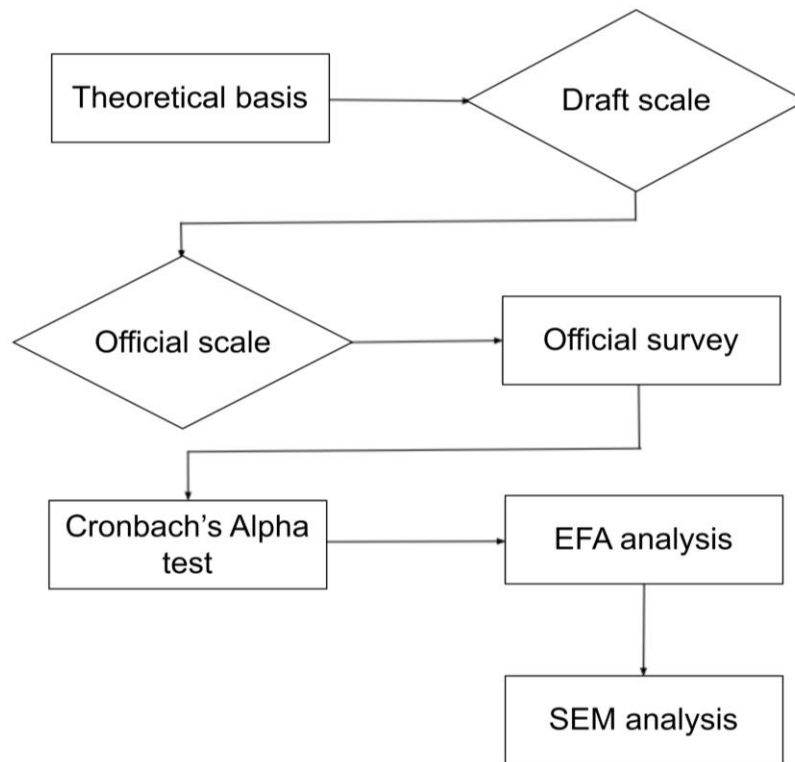 Theoretical basis
Draft scale
Official scale
Official survey
Cronbach’s Alpha
test
EFA analysis
SEM analysis